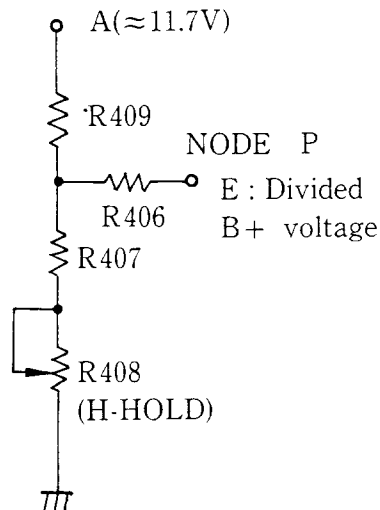 A(≈11.7V)
R409
NODE P
R406
E : Divided
B+ voltage
R407
R408
(H-HOLD)